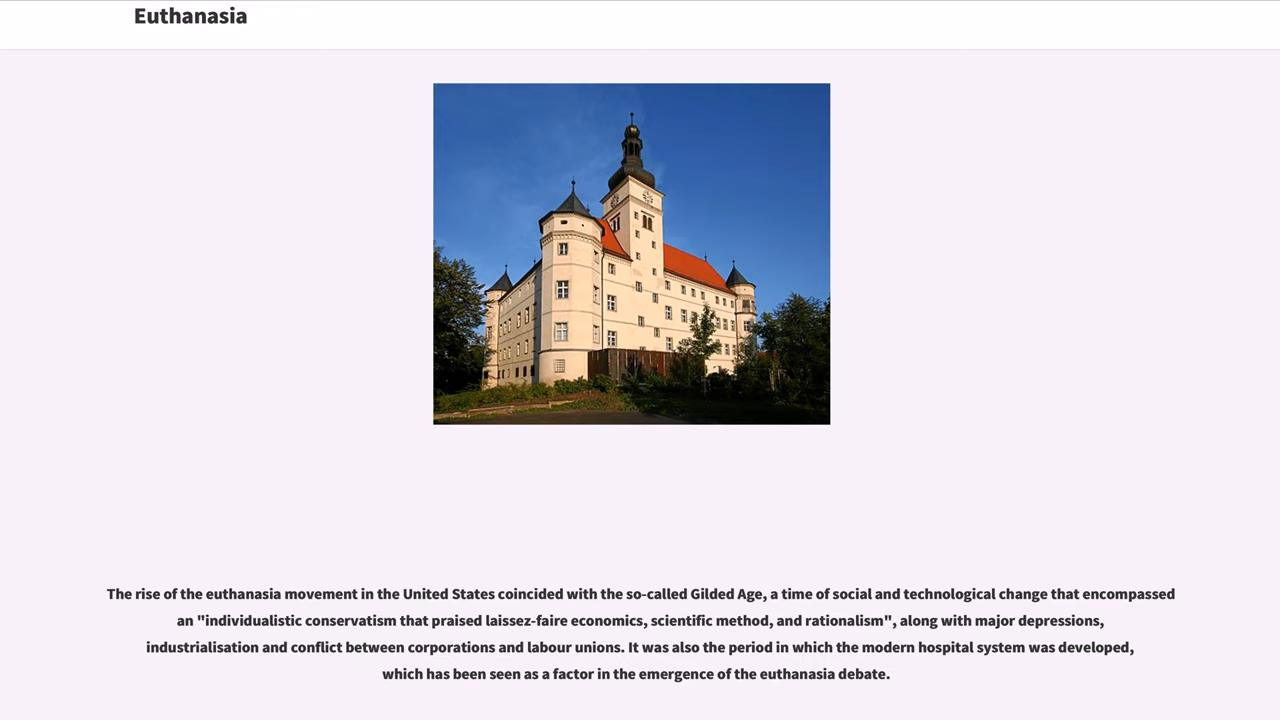 Euthanasia
The rise of the euthanasia movement in the United States coincided with the so-called Gilded Age, a time of social and technological change that encompassed
an "individualistic conservatism that praised laissez-faire economics, scientific method, and rationalism", along with major depressions,
industrialisation and conflict between corporations and labour unions. It was also the period in which the modern hospital system was developed,
which has been seen as a factor in the emergence of the euthanasia debate.